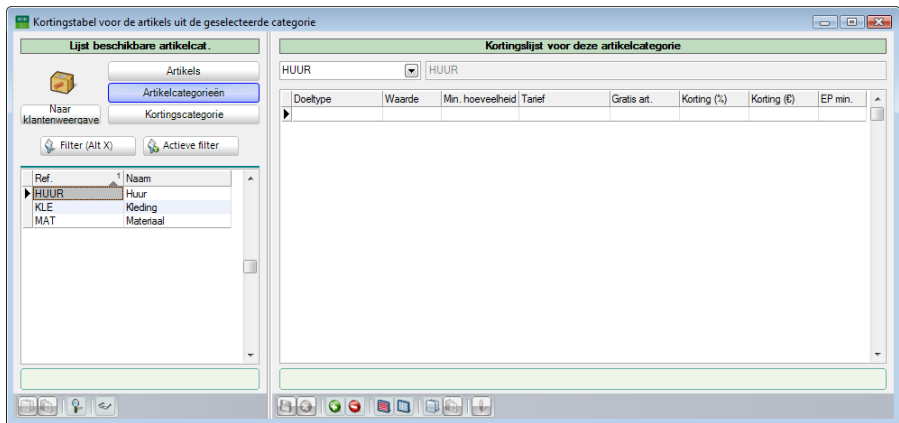 Kortingstabel voor de artikels uit de geselecteerde categorie
Lijst beschikbare artikelcat.
Artikels
Artikelcategorieën
Naar klantenweergave
Kortingscategorie
Filter (Alt X)
Actieve filter
Ref. 1 Naam
HUUR Huur
KLE Kleding
MAT Materiaal
Kortingslijst voor deze artikelcategorie
HUUR HUUR
Doeltype Waarde Min. hoeveelheid Tarief Gratis art. Korting (%) Korting (€) EP min.